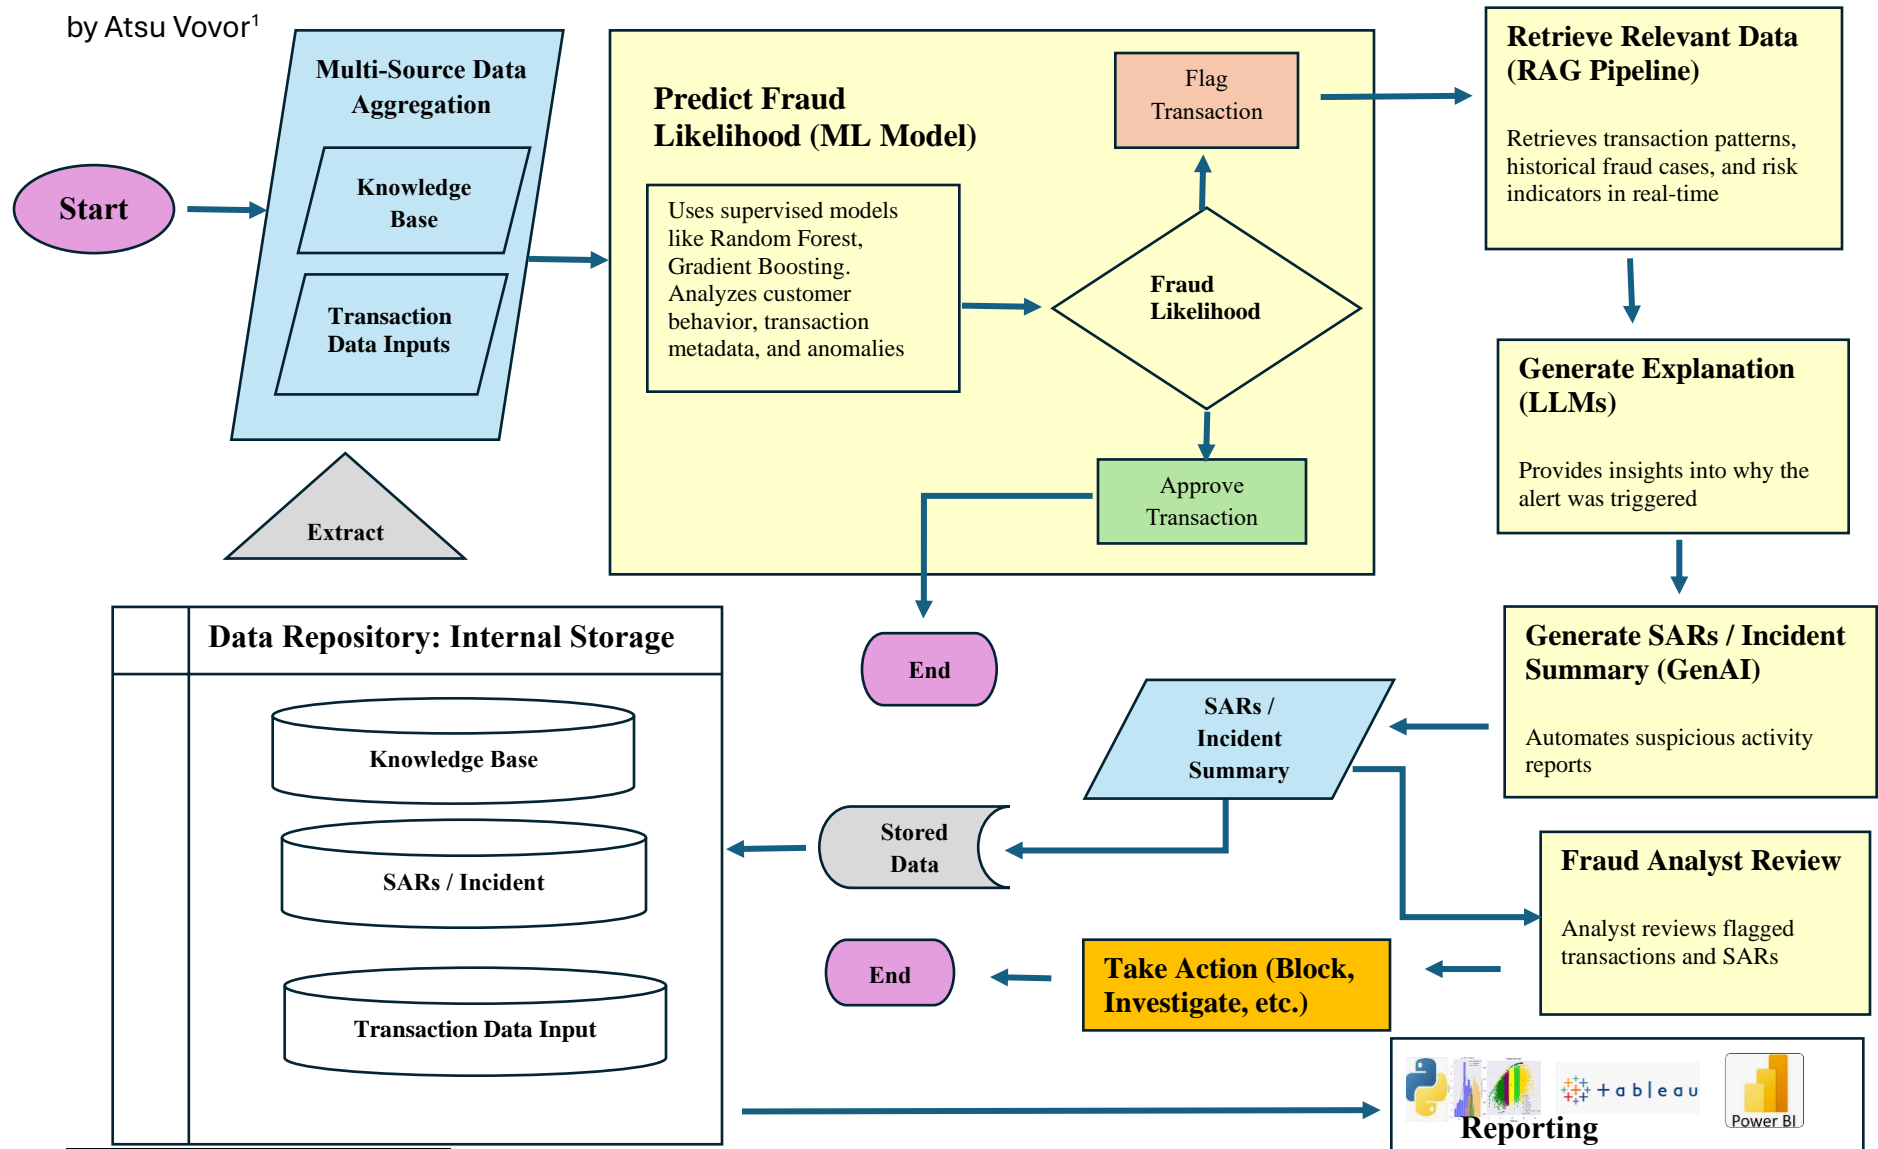 by Atsu Vovor¹
Start
Multi-Source Data
Aggregation
Knowledge
Base
Transaction
Data Inputs
Extract
Predict Fraud
Likelihood (ML Model)
Uses supervised models
like Random Forest,
Gradient Boosting.
Analyzes customer
behavior, transaction
metadata, and anomalies
Flag
Transaction
Fraud
Likelihood
Approve
Transaction
End
Retrieve Relevant Data
(RAG Pipeline)
Retrieves transaction patterns,
historical fraud cases, and risk
indicators in real-time
Generate Explanation
(LLMs)
Provides insights into why the
alert was triggered
Generate SARs / Incident
Summary (GenAI)
Automates suspicious activity
reports
SARs /
Incident
Summary
Stored
Data
Data Repository: Internal Storage
Knowledge Base
SARs / Incident
Transaction Data Input
Fraud Analyst Review
Analyst reviews flagged
transactions and SARs
Take Action (Block,
Investigate, etc.)
End
+ableau
Power BI
Reporting